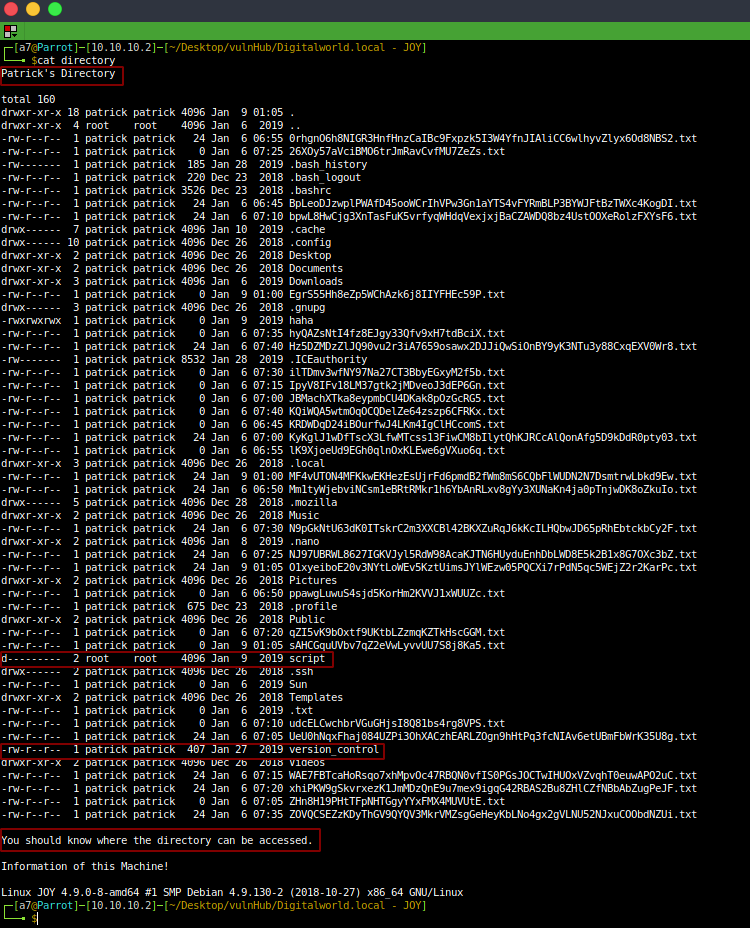 ┌─[a7@Parrot]─[10.10.10.2]─[~/Desktop/vulnHub/Digitalworld.local - JOY]
└──╼ $cat directory
Patrick's Directory
total 160
drwxr-xr-x 18 patrick patrick 4096 Jan  9 01:05 .
drwxr-xr-x  4 root    root    4096 Jan  6  2019 ..
-rw-r--r--  1 patrick patrick   24 Jan  6 06:55 0rhgnO6h8NIGR3HnfHnzCaIBc9Fxpzk5I3W4YfnJIAliCC6wlhyvZlyx6Od8NBS2.txt
-rw-r--r--  1 patrick patrick    0 Jan  6 07:25 26XOy57aVciBMO6trJmRavCvfMU7ZeZs.txt
-rw-------  1 patrick patrick  185 Jan 28  2019 .bash_history
-rw-r--r--  1 patrick patrick  220 Dec 23  2018 .bash_logout
-rw-r--r--  1 patrick patrick 3526 Dec 23  2018 .bashrc
-rw-r--r--  1 patrick patrick   24 Jan  6 06:45 BpLeoDJzwplPWAfD45ooWCrIhVPw3Gn1aYTS4vFYRmBLP3BYWJFtBzTWXc4KogDI.txt
-rw-r--r--  1 patrick patrick   24 Jan  6 07:10 bpwL8HwCjg3XnTasFuK5vrfyqWHdqVexjxjBaCZAWDQ8bz4UstOOXeRolzFXYsF6.txt
drwx------  7 patrick patrick 4096 Jan 10  2019 .cache
drwx------ 10 patrick patrick 4096 Dec 26  2018 .config
drwxr-xr-x  2 patrick patrick 4096 Dec 26  2018 Desktop
drwxr-xr-x  2 patrick patrick 4096 Dec 26  2018 Documents
drwxr-xr-x  3 patrick patrick 4096 Jan  6  2019 Downloads
-rw-r--r--  1 patrick patrick    0 Jan  9 01:00 EgrS55Hh8eZp5WChAzk6j8IIYFHEc59P.txt
drwx------  3 patrick patrick 4096 Dec 26  2018 .gnupg
-rwxrwxrwx  1 patrick patrick    0 Jan  9  2019 haha
-rw-r--r--  1 patrick patrick    0 Jan  6 07:35 hyQAZsNtI4fz8EJgy33Qfv9xH7tdBciX.txt
-rw-r--r--  1 patrick patrick   24 Jan  6 07:40 Hz5DZMDzZlJQ90vu2r3iA7659osawx2DJJiQwSiOnBY9yK3NTu3y88CxqEXV0Wr8.txt
-rw-------  1 patrick patrick 8532 Jan 28  2019 .ICEauthority
-rw-r--r--  1 patrick patrick    0 Jan  6 07:30 ilTDmv3wfNY97Na27CT3BbyEGxyM2f5b.txt
-rw-r--r--  1 patrick patrick    0 Jan  6 07:15 IpyV8IFv18LM37gtk2jMDveoJ3dEP6Gn.txt
-rw-r--r--  1 patrick patrick    0 Jan  6 07:00 JBMachXTka8eypmbCU4DKak8pOzGcRG5.txt
-rw-r--r--  1 patrick patrick    0 Jan  6 07:40 KQiWQA5wtmOqOCQDelZe64zszp6CFRKx.txt
-rw-r--r--  1 patrick patrick    0 Jan  6 06:45 KRDWDqD24iBOurfwJ4LKm4IgClHCcomS.txt
-rw-r--r--  1 patrick patrick   24 Jan  6 07:00 KyKglJ1wDfTscX3LfwMTcss13FiwCM8bIlytQhKJRCcAlQonAfg5D9kDdR0pty03.txt
-rw-r--r--  1 patrick patrick    0 Jan  6 06:55 lK9XjoeUd9EGh0qlnOxKLEwe6gVXuo6q.txt
drwxr-xr-x  3 patrick patrick 4096 Dec 26  2018 .local
-rw-r--r--  1 patrick patrick   24 Jan  9 01:00 MF4vUTON4MFKkwEKHezEsUjrFd6pmdB2fWm8mS6CQbFlWUDN2N7DsmtrwLbkd9Ew.txt
-rw-r--r--  1 patrick patrick   24 Jan  6 06:50 Mm1tyWjebviNCsm1eBRtRMkr1h6YbAnRLxv8gYy3XUNaKn4ja0pTnjwDK8oZkuIo.txt
drwx------  5 patrick patrick 4096 Dec 28  2018 .mozilla
drwxr-xr-x  2 patrick patrick 4096 Dec 26  2018 Music
-rw-r--r--  1 patrick patrick   24 Jan  6 07:30 N9pGkNtU63dK0ITskrC2m3XXCBl42BKXZuRqJ6kKcILHQbwJD65pRhEbtckbCy2F.txt
drwxr-xr-x  2 patrick patrick 4096 Jan  8  2019 .nano
-rw-r--r--  1 patrick patrick   24 Jan  6 07:25 NJ97UBRWL8627IGKVJyl5RdW98AcaKJTN6HUyduEnhDbLWD8E5k2B1x8G7OXc3bZ.txt
-rw-r--r--  1 patrick patrick   24 Jan  9 01:05 O1xyeiboE20v3NYtLoWEv5KztUimsJYlWEzw05PQCXi7rPdN5qc5WEjZ2r2KarPc.txt
drwxr-xr-x  2 patrick patrick 4096 Dec 26  2018 Pictures
-rw-r--r--  1 patrick patrick    0 Jan  6 06:50 ppawgLuwuS4sjd5KorHm2KVVJ1xWUUZc.txt
-rw-r--r--  1 patrick patrick  675 Dec 23  2018 .profile
drwxr-xr-x  2 patrick patrick 4096 Dec 26  2018 Public
-rw-r--r--  1 patrick patrick    0 Jan  6 07:20 qZI5vK9bOxtf9UKtbLZzmqKZTkHscGGM.txt
-rw-r--r--  1 patrick patrick    0 Jan  9 01:05 sAHCGquUVbv7qZ2eVwLyvvUU7S8j8Ka5.txt
d---------  2 root    root    4096 Jan  9  2019 script
drwx------  2 patrick patrick 4096 Dec 26  2018 .ssh
-rw-r--r--  1 patrick patrick    0 Jan  6  2019 Sun
drwxr-xr-x  2 patrick patrick 4096 Dec 26  2018 Templates
-rw-r--r--  1 patrick patrick    0 Jan  6  2019 .txt
-rw-r--r--  1 patrick patrick    0 Jan  6 07:10 udcELCwchbrVGuGHjsI8Q81bs4rg8VPS.txt
-rw-r--r--  1 patrick patrick   24 Jan  6 07:05 UeU0hNqxFhaj084UZPi3OhXACzhEARLZOgn9hHtPq3fcNIAv6etUBmFbWrK35U8g.txt
-rw-r--r--  1 patrick patrick  407 Jan 27  2019 version_control
drwxr-xr-x  2 patrick patrick 4096 Dec 26  2018 Videos
-rw-r--r--  1 patrick patrick   24 Jan  6 07:15 WAE7FBTcaHoRsqo7xhMpvOc47RBQN0vfIS0PGsJOCTwIHUOxVZvqhT0euwAPO2uC.txt
-rw-r--r--  1 patrick patrick   24 Jan  6 07:20 xhiPKW9gSkvrxezK1JmMDzQnE9u7mex9igqG42RBAS2Bu8ZHlCZfNBbAbZugPeJF.txt
-rw-r--r--  1 patrick patrick    0 Jan  6 07:05 ZHn8H19PHtTFpNHTGgyYYxFMX4MUVUtE.txt
-rw-r--r--  1 patrick patrick   24 Jan  6 07:35 ZOVQCSEZzKDyThGV9QYQV3MkrVMZsgGeHeyKbLNo4gx2gVLNU52NJxuCOObdNZUi.txt
You should know where the directory can be accessed.
Information of this Machine!
Linux JOY 4.9.0-8-amd64 #1 SMP Debian 4.9.130-2 (2018-10-27) x86_64 GNU/Linux
┌─[a7@Parrot]─[10.10.10.2]─[~/Desktop/vulnHub/Digitalworld.local - JOY]
└──╼ $